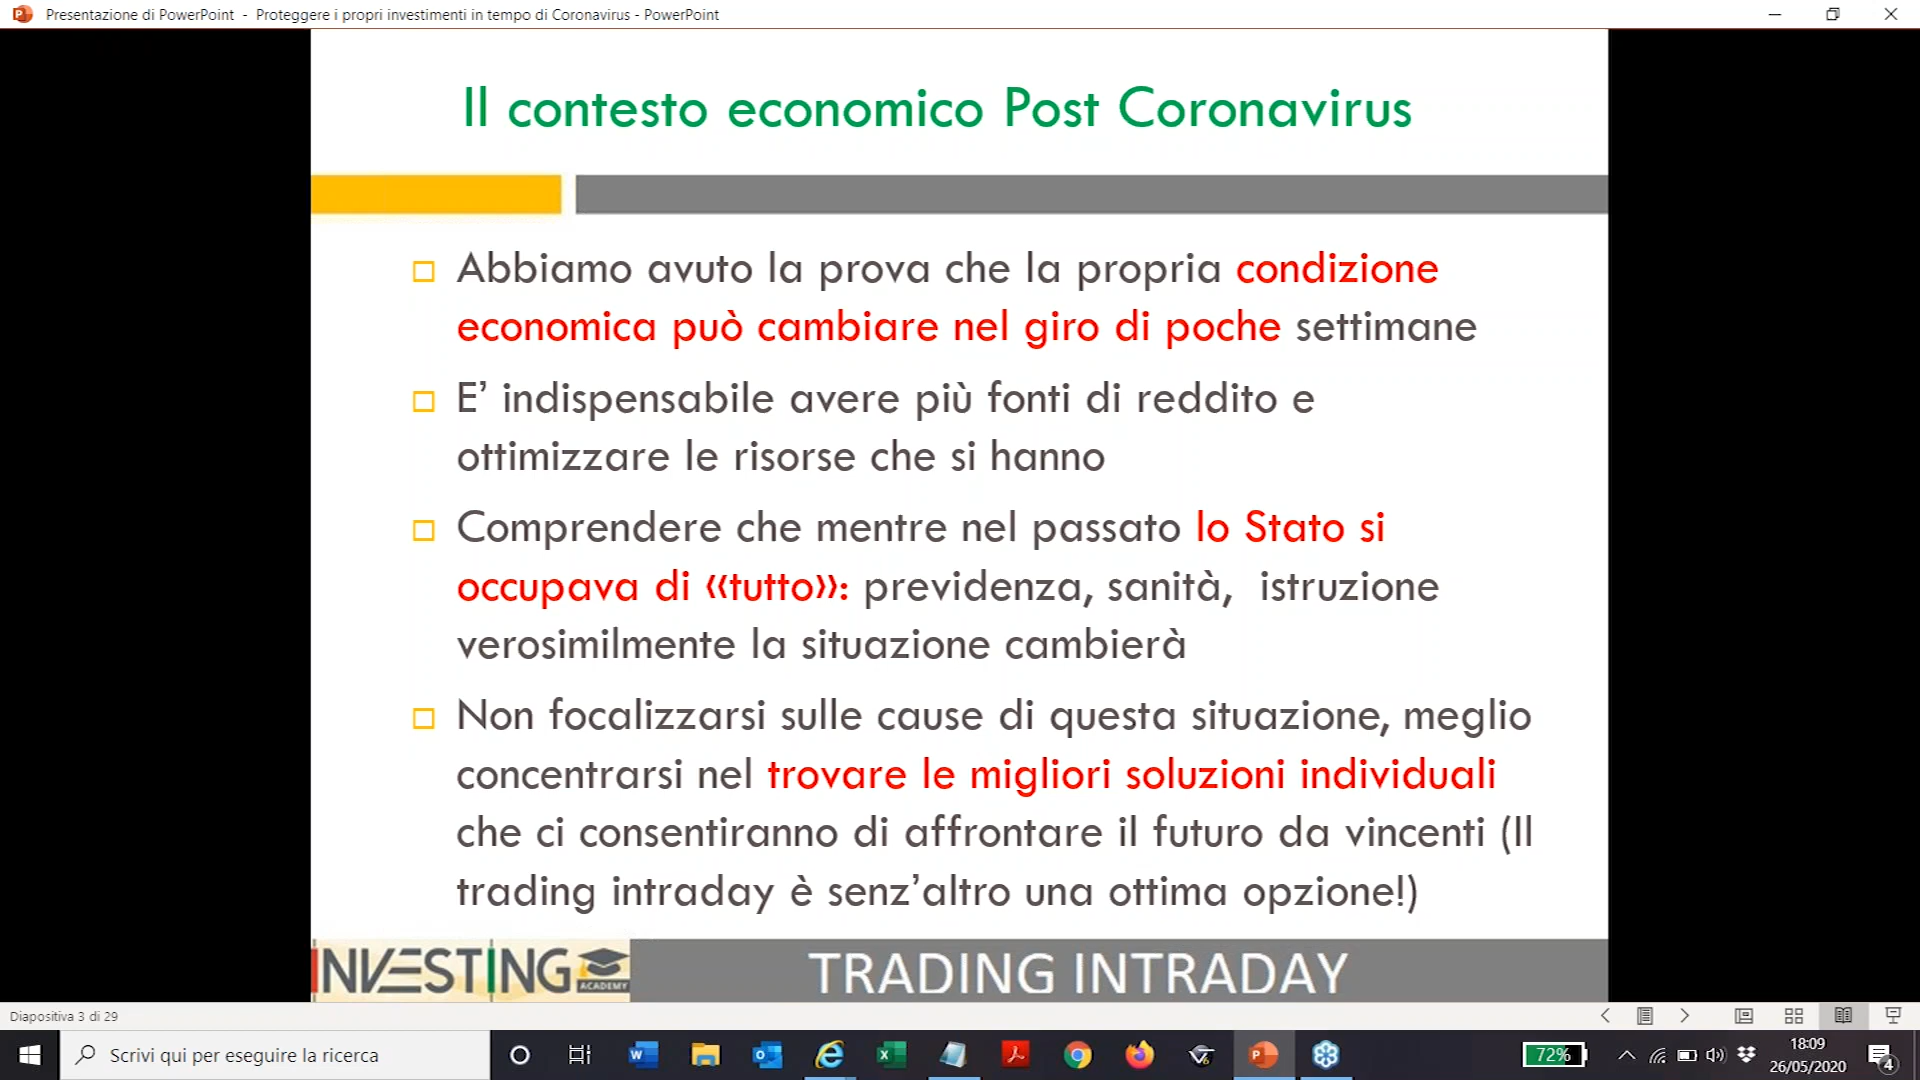 Presentazione di PowerPoint - Proteggere i propri investimenti in tempo di Coronavirus - PowerPoint
Il contesto economico Post Coronavirus
Abbiamo avuto la prova che la propria condizione
economica può cambiare nel giro di poche settimane
E’ indispensabile avere più fonti di reddito e
ottimizzare le risorse che si hanno
Comprendere che mentre nel passato lo Stato si
occupava di «tutto»: previdenza, sanità, istruzione
verosimilmente la situazione cambierà
Non focalizzarsi sulle cause di questa situazione, meglio
concentrarsi nel trovare le migliori soluzioni individuali
che ci consentiranno di affrontare il futuro da vincenti (Il
trading intraday è senz’altro una ottima opzione!)
INVESTING
ACADEMY
TRADING INTRADAY
Diapositiva 3 di 29
Scrivi qui per eseguire la ricerca
72%
18:09
26/05/2020
4